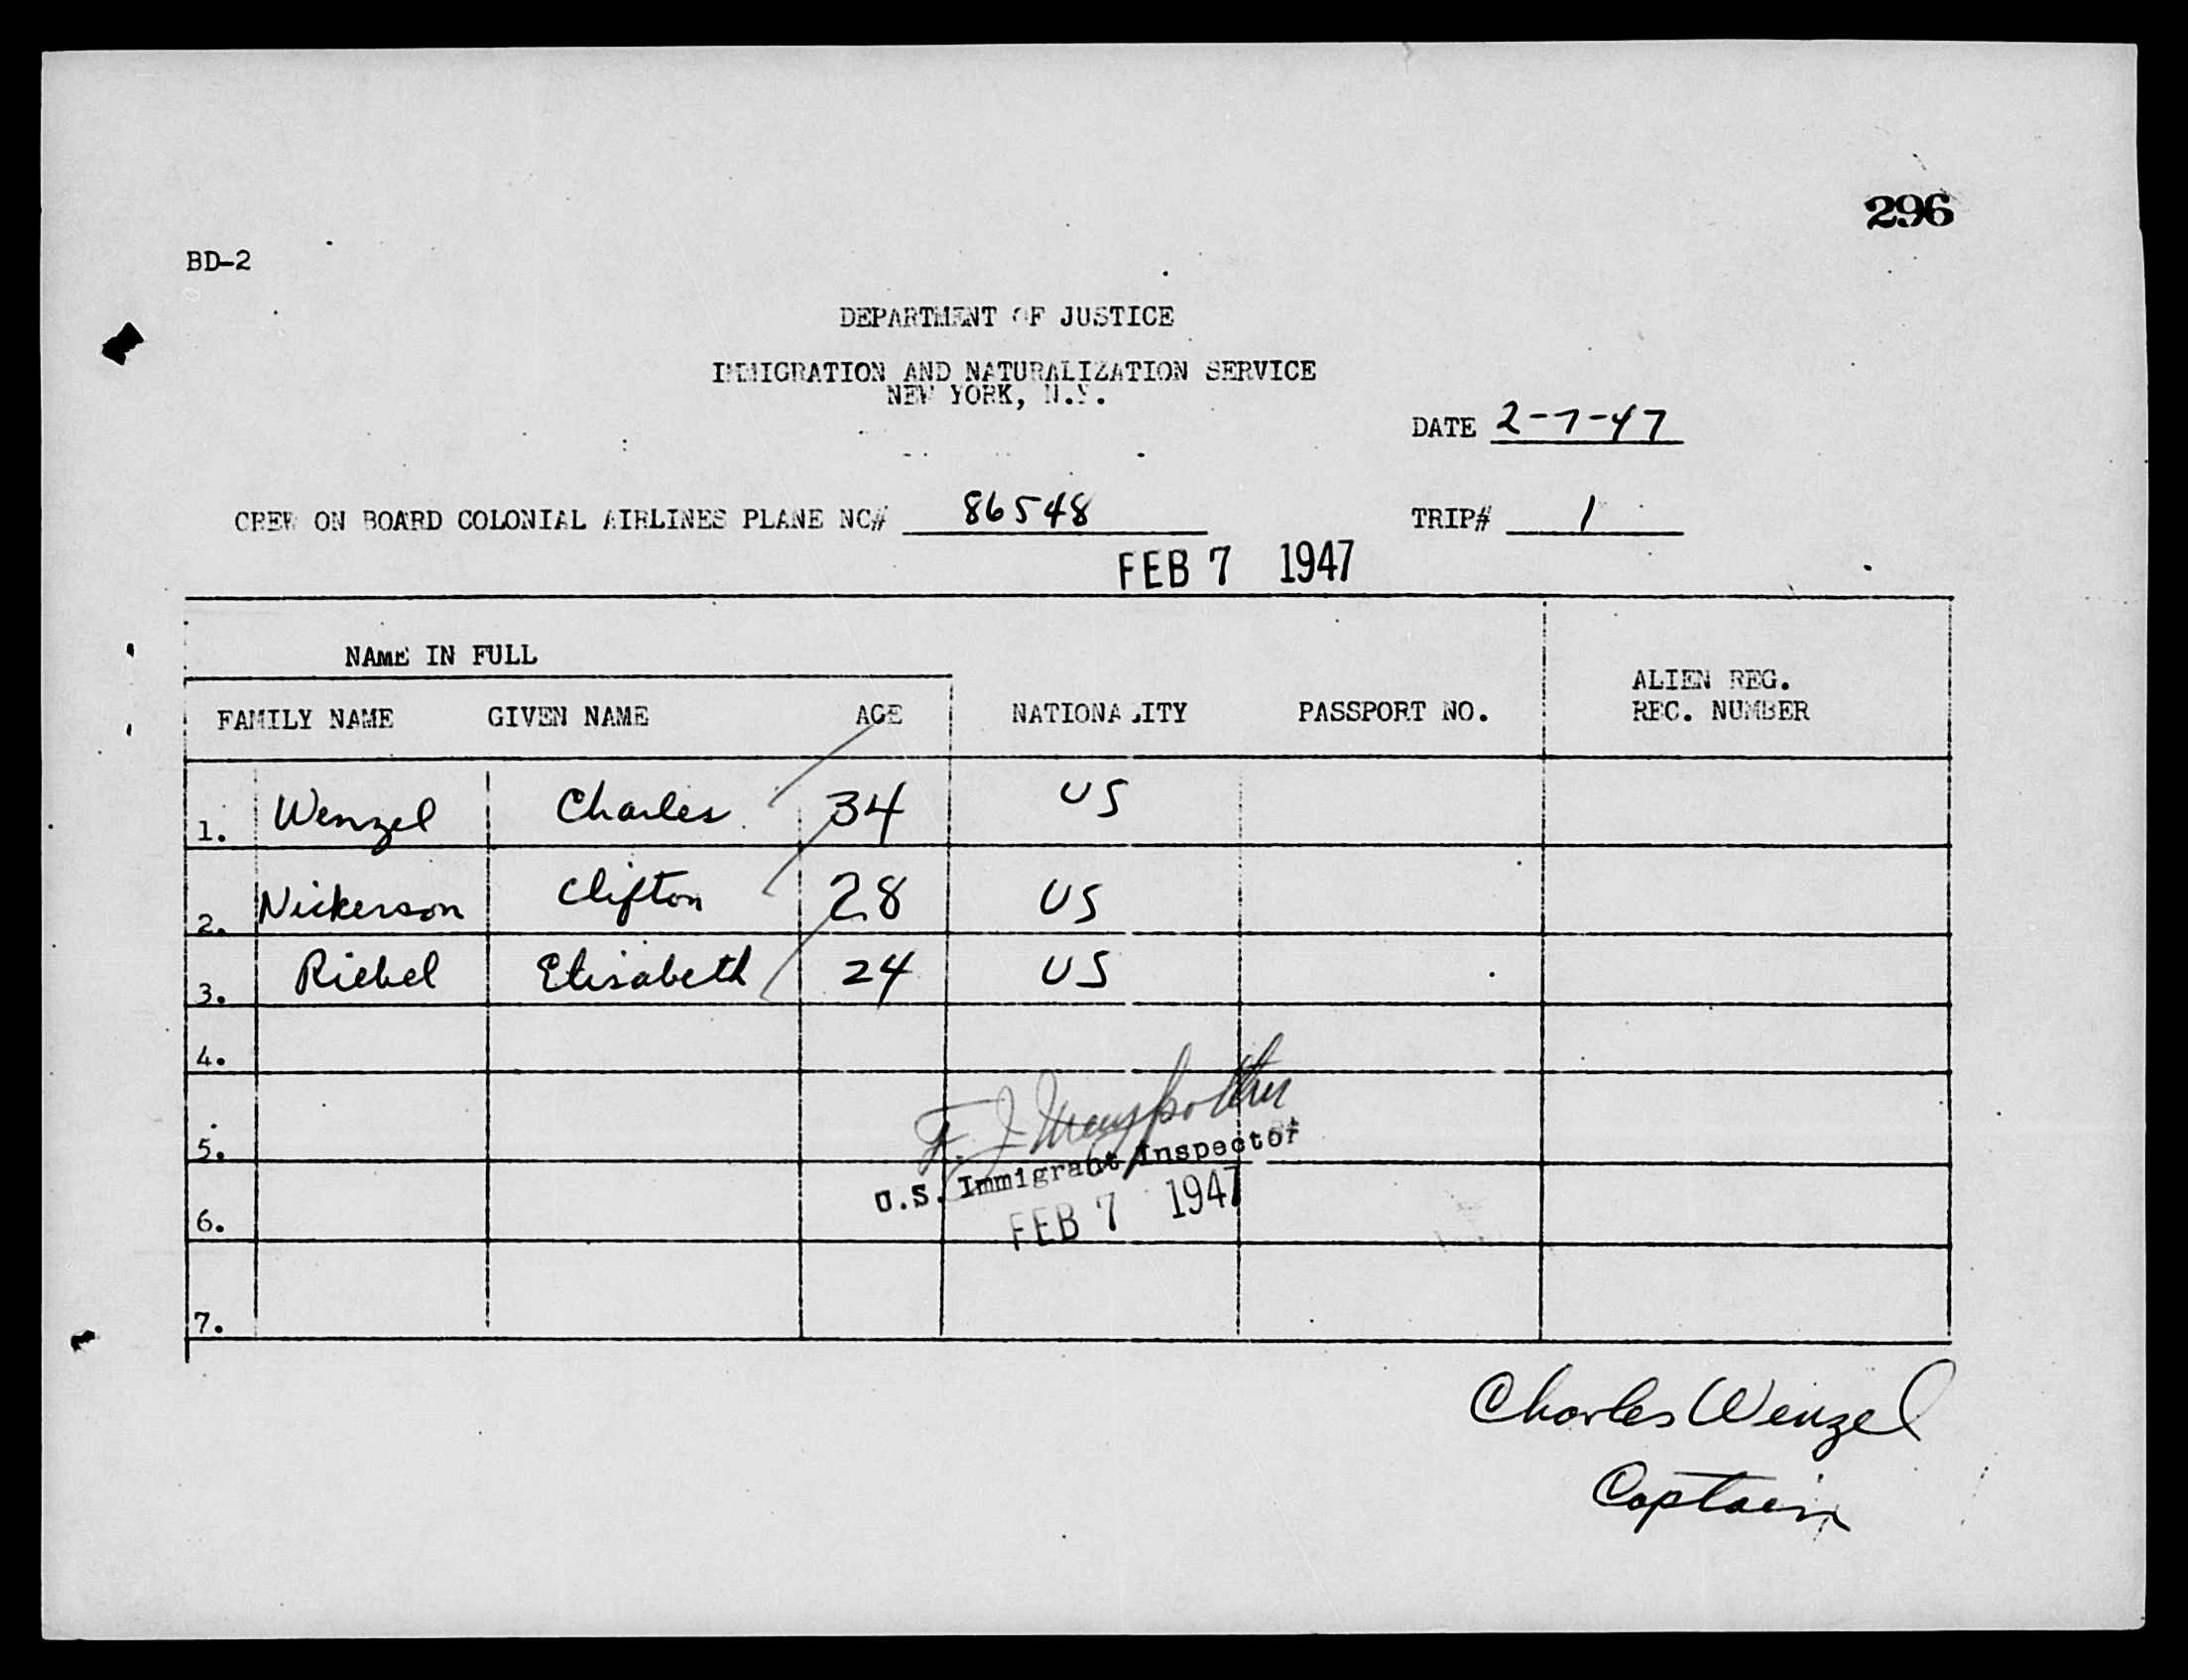 296
BD-2
DEPARTMENT OF JUSTICE
IMMIGRATION AND NATURALIZATION SERVICE
NEW YORK, N.Y.
DATE 2-7-47
CREW ON BOARD COLONIAL AIRLINES PLANE NC# 86548 TRIP# 1
FEB 7 1947
NAME IN FULL
FAMILY NAME GIVEN NAME AGE NATIONALITY PASSPORT NO. ALIEN REG. REC. NUMBER
1. Wenzel Charles 34 US
2. Nickerson Clifton 28 US
3. Riebel Elisabeth 24 US
4.
5.
6.
7.
F. J.
U.S. Immigrant Inspector
FEB 7 1947
Charles Wenzel
Captain